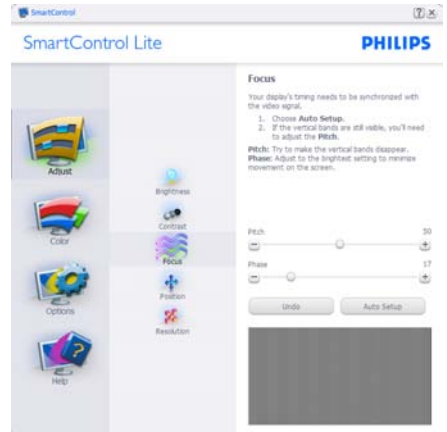 SmartControl
SmartControl Lite
PHILIPS
Adjust
Color
Options
Help
Brightness
Contrast
Focus
Position
Resolution
Focus
Your display's timing needs to be synchronized with
the video signal.
1. Choose Auto Setup.
2. If the vertical bands are still visible, you'll need
to adjust the Pitch.
Pitch: Try to make the vertical bands disappear.
Phase: Adjust to the brightest setting to minimize
movement on the screen.
Pitch 50
Phase 17
Undo Auto Setup